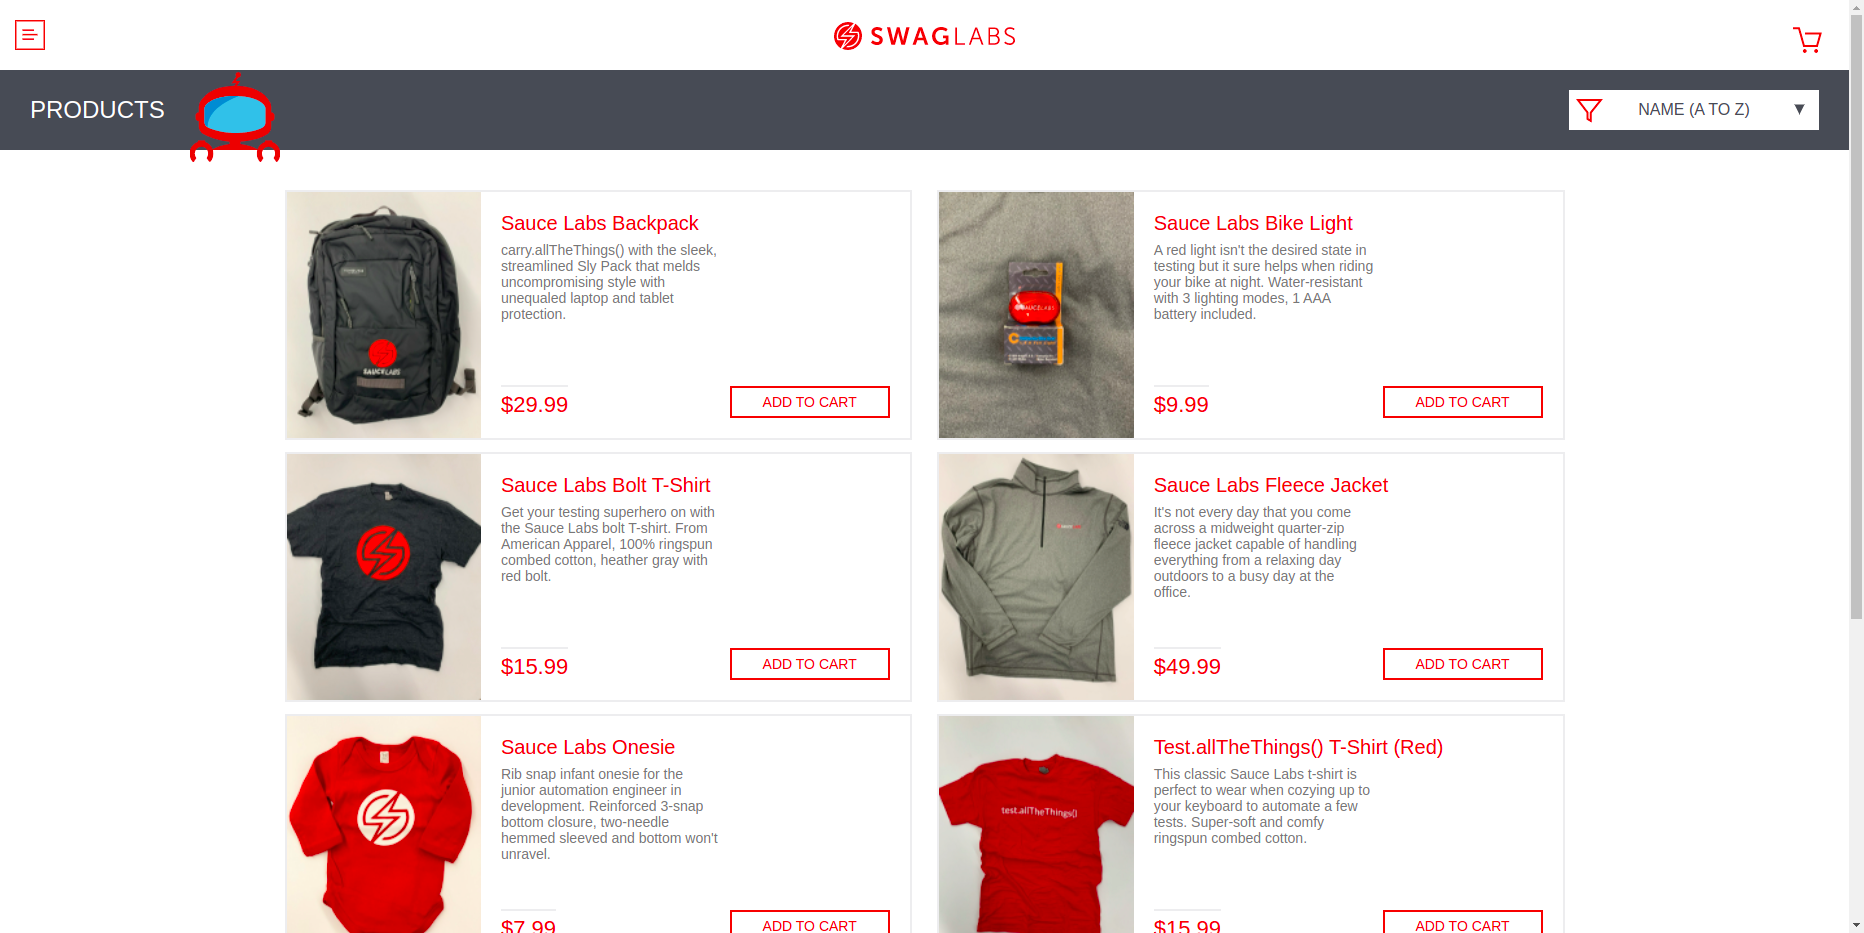 SWAGLABS
PRODUCTS
NAME (A TO Z)
Sauce Labs Backpack
carry.allTheThings() with the sleek,
streamlined Sly Pack that melds
uncompromising style with
unequaled laptop and tablet
protection.
SAUCELABS
$29.99
ADD TO CART
Sauce Labs Bike Light
A red light isn't the desired state in
testing but it sure helps when riding
your bike at night. Water-resistant
with 3 lighting modes, 1 AAA
battery included.
SAUCELABS
$9.99
ADD TO CART
Sauce Labs Bolt T-Shirt
Get your testing superhero on with
the Sauce Labs bolt T-shirt. From
American Apparel, 100% ringspun
combed cotton, heather gray with
red bolt.
$15.99
ADD TO CART
Sauce Labs Fleece Jacket
It's not every day that you come
across a midweight quarter-zip
fleece jacket capable of handling
everything from a relaxing day
outdoors to a busy day at the
office.
$49.99
ADD TO CART
Sauce Labs Onesie
Rib snap infant onesie for the
junior automation engineer in
development. Reinforced 3-snap
bottom closure, two-needle
hemmed sleeved and bottom won't
unravel.
$7.99
ADD TO CART
Test.allTheThings() T-Shirt (Red)
This classic Sauce Labs t-shirt is
perfect to wear when cozying up to
your keyboard to automate a few
tests. Super-soft and comfy
ringspun combed cotton.
test.allTheThings()
$15.99
ADD TO CART